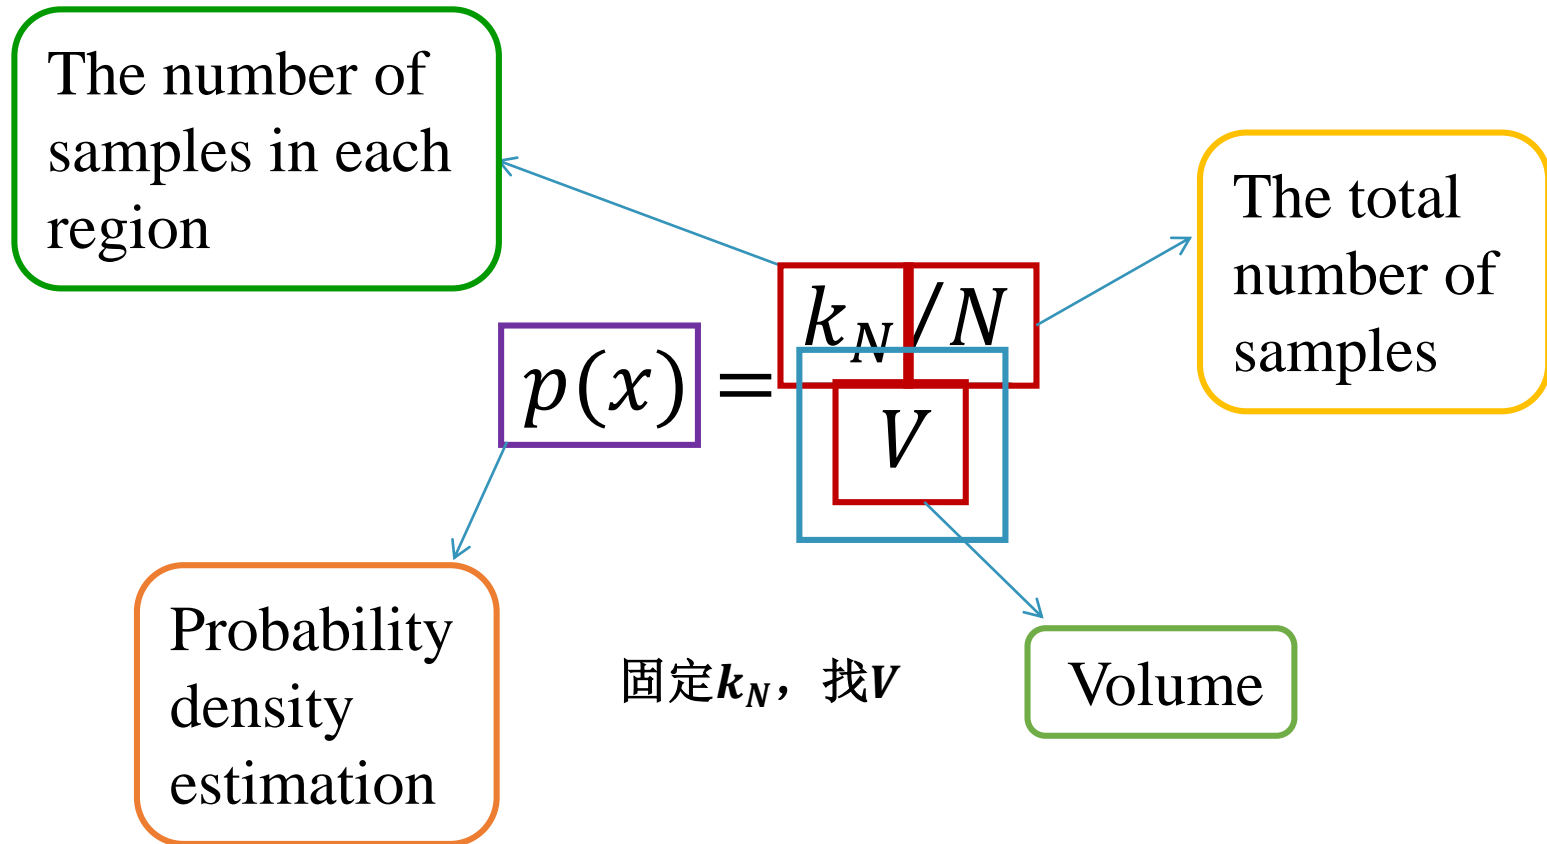 The number of
samples in each
region
The total
number of
samples
k_N/N
p(x) =
V
Probability
density
estimation
固定k_N，找V
Volume